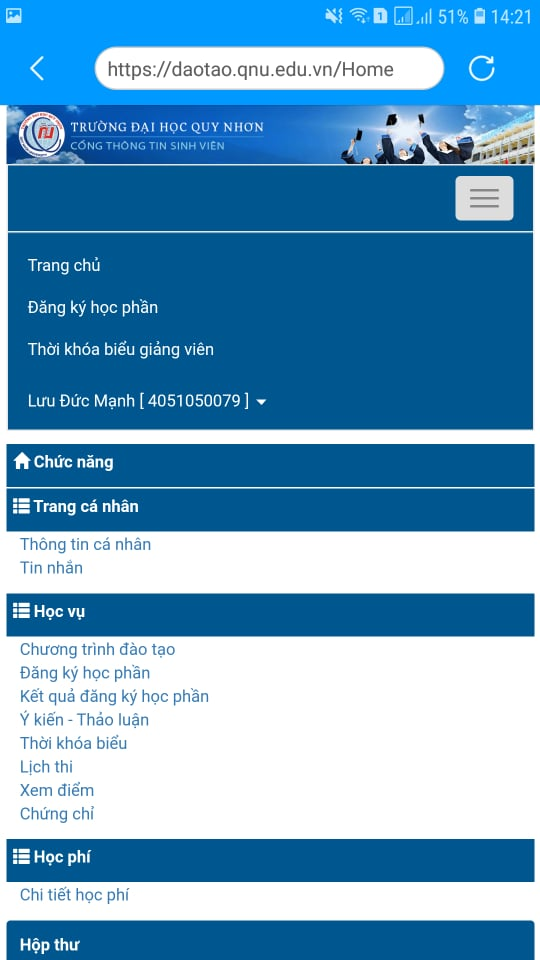 51% 14:21
https://daotao.qnu.edu.vn/Home
TRƯỜNG ĐẠI HỌC QUY NHƠN
CỔNG THÔNG TIN SINH VIÊN
Trang chủ
Đăng ký học phần
Thời khóa biểu giảng viên
Lưu Đức Mạnh [ 4051050079 ]
Chức năng
Trang cá nhân
Thông tin cá nhân
Tin nhắn
Học vụ
Chương trình đào tạo
Đăng ký học phần
Kết quả đăng ký học phần
Ý kiến - Thảo luận
Thời khóa biểu
Lịch thi
Xem điểm
Chứng chỉ
Học phí
Chi tiết học phí
Hộp thư